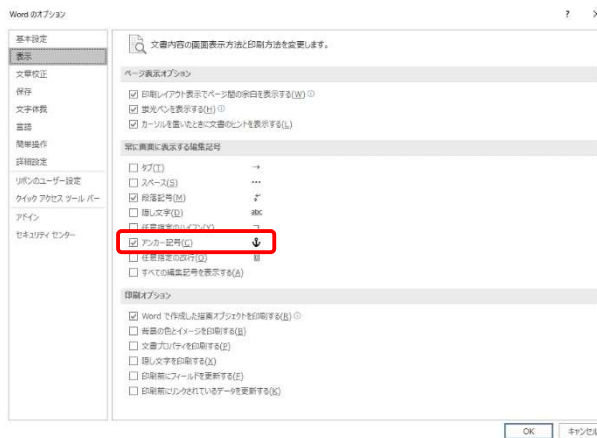 Word のオプション
?
×
基本設定
表示
文章校正
保存
文字体裁
言語
簡単操作
詳細設定
リボンのユーザー設定
クイック アクセス ツール バー
アドイン
セキュリティ センター
文書内容の画面表示方法と印刷方法を変更します。
ページ表示オプション
印刷レイアウト表示でページ間の余白を表示する(W)
蛍光ペンを表示する(H)
カーソルを置いたときに文書のヒントを表示する(L)
常に画面に表示する編集記号
タブ(T) →
スペース(S) ...
段落記号(M)
隠し文字(D) abc
任意指定のハイフン(Y) ¬
アンカー記号(C)
任意指定の改行(O)
すべての編集記号を表示する(A)
印刷オプション
Word で作成した描画オブジェクトを印刷する(R)
背景の色とイメージを印刷する(B)
文書プロパティを印刷する(P)
隠し文字を印刷する(X)
印刷前にフィールドを更新する(F)
印刷前にリンクされているデータを更新する(K)
OK
キャンセル